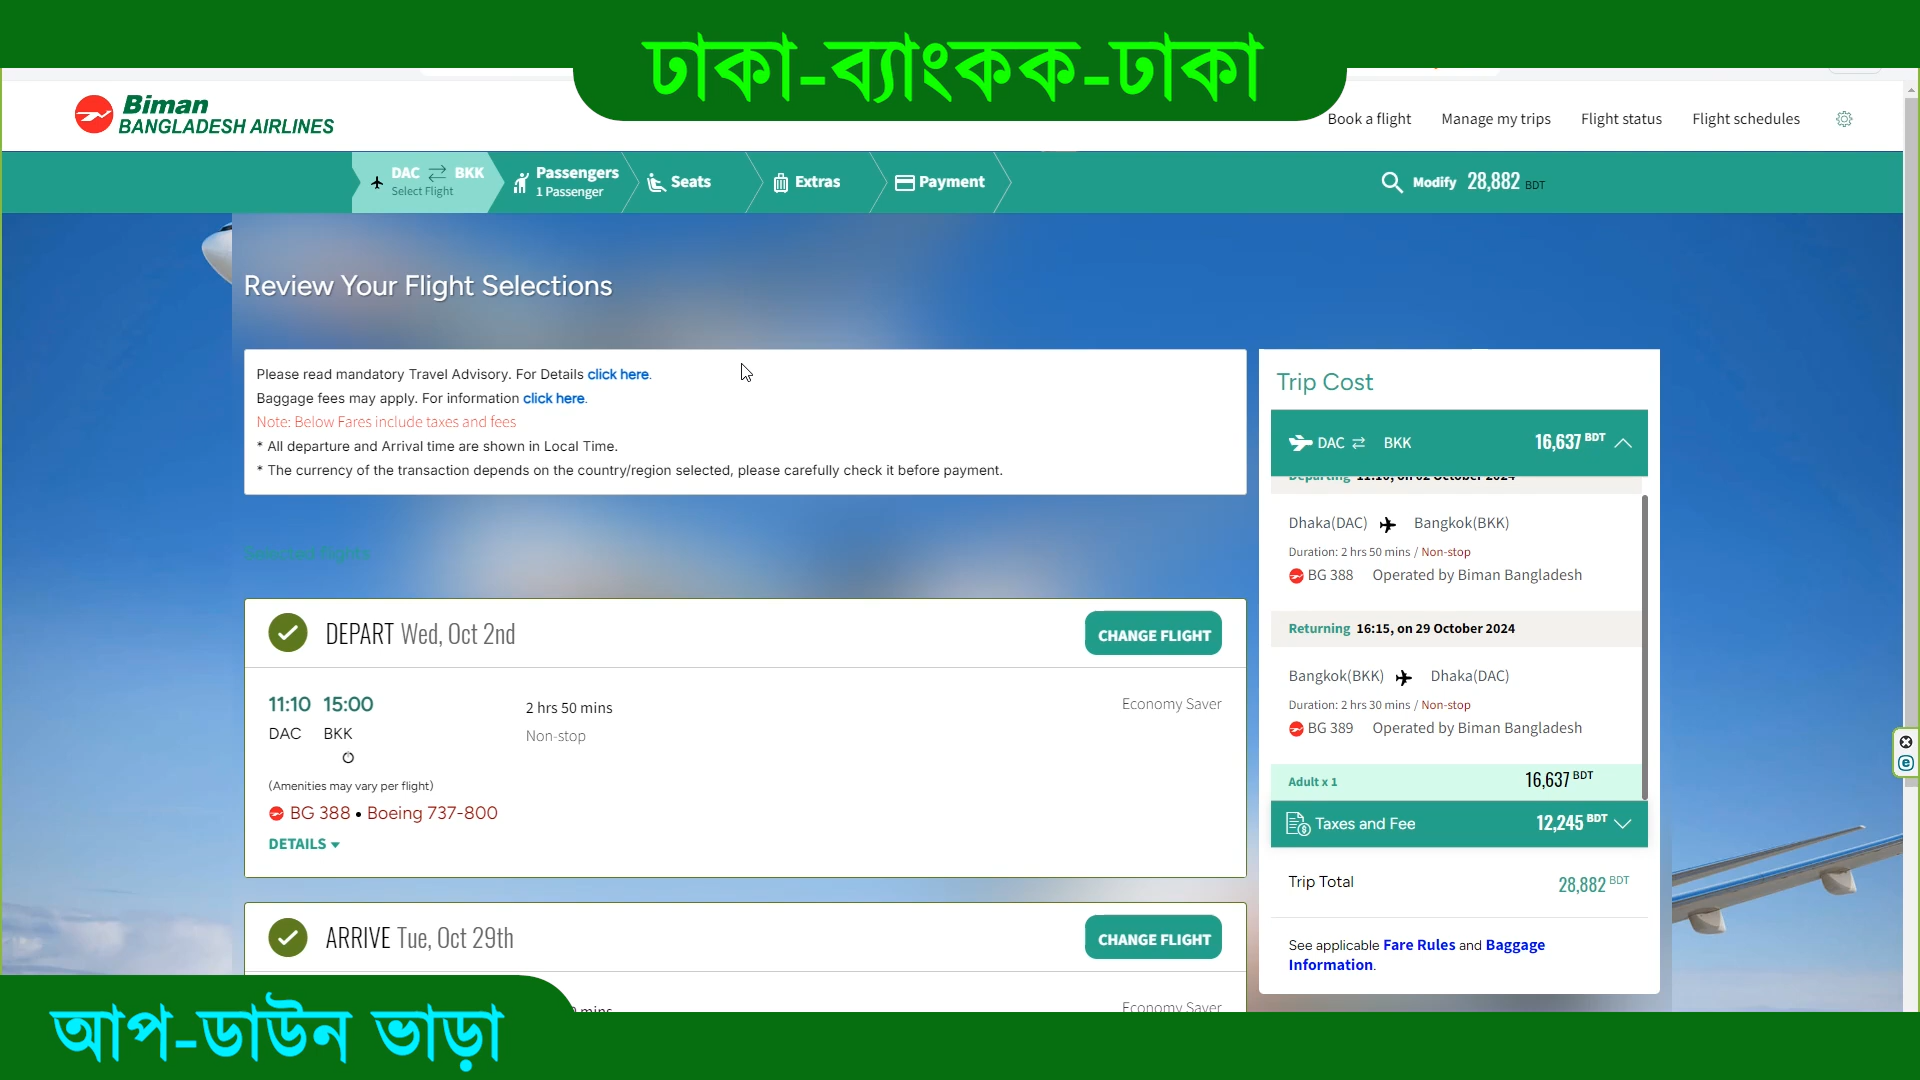 ঢাকা-ব্যাংকক-ঢাকা
Biman
BANGLADESH AIRLINES
Book a flight
Manage my trips
Flight status
Flight schedules
DAC ⇄ BKK
Select Flight
Passengers
1 Passenger
Seats
Extras
Payment
Modify 28,882 BDT
Review Your Flight Selections
Please read mandatory Travel Advisory. For Details click here.
Baggage fees may apply. For information click here.
Note: Below Fares include taxes and fees
* All departure and Arrival time are shown in Local Time.
* The currency of the transaction depends on the country/region selected, please carefully check it before payment.
Selected flights
DEPART Wed, Oct 2nd
CHANGE FLIGHT
11:10 15:00
DAC BKK
2 hrs 50 mins
Non-stop
Economy Saver
(Amenities may vary per flight)
BG 388 • Boeing 737-800
DETAILS
ARRIVE Tue, Oct 29th
CHANGE FLIGHT
mins
Economy Saver
Trip Cost
DAC ⇄ BKK 16,637 BDT
Departing 11:10, on 02 October 2024
Dhaka(DAC) Bangkok(BKK)
Duration: 2 hrs 50 mins / Non-stop
BG 388 Operated by Biman Bangladesh
Returning 16:15, on 29 October 2024
Bangkok(BKK) Dhaka(DAC)
Duration: 2 hrs 30 mins / Non-stop
BG 389 Operated by Biman Bangladesh
Adult x 1 16,637 BDT
Taxes and Fee 12,245 BDT
Trip Total 28,882 BDT
See applicable Fare Rules and Baggage
Information.
আপ-ডাউন ভাড়া